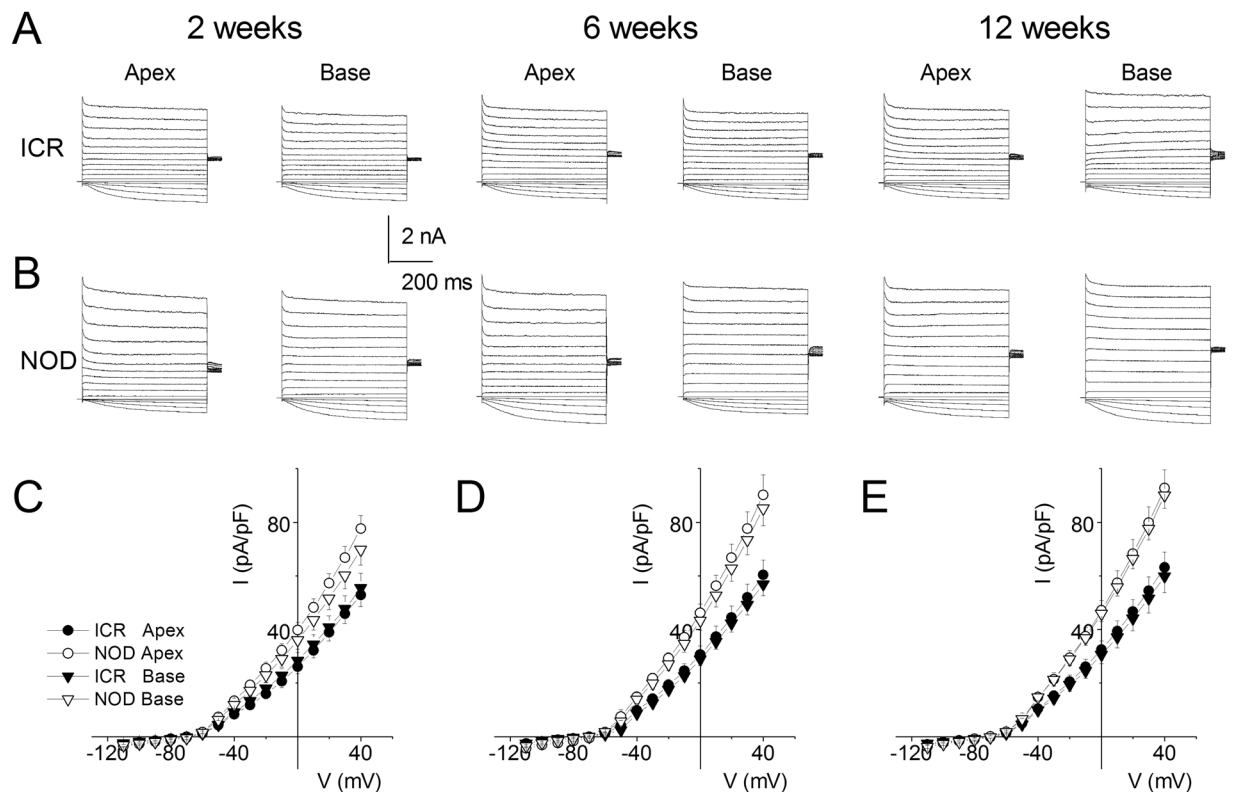 A
2 weeks 6 weeks 12 weeks
Apex Base Apex Base Apex Base
ICR
2 nA
200 ms
B
NOD
C D E
I (pA/pF) I (pA/pF) I (pA/pF)
80 80 80
40 40 40
ICR Apex
NOD Apex
ICR Base
NOD Base
-120 -80 -40 40 -120 -80 -40 40 -120 -80 -40 40
V (mV) V (mV) V (mV)